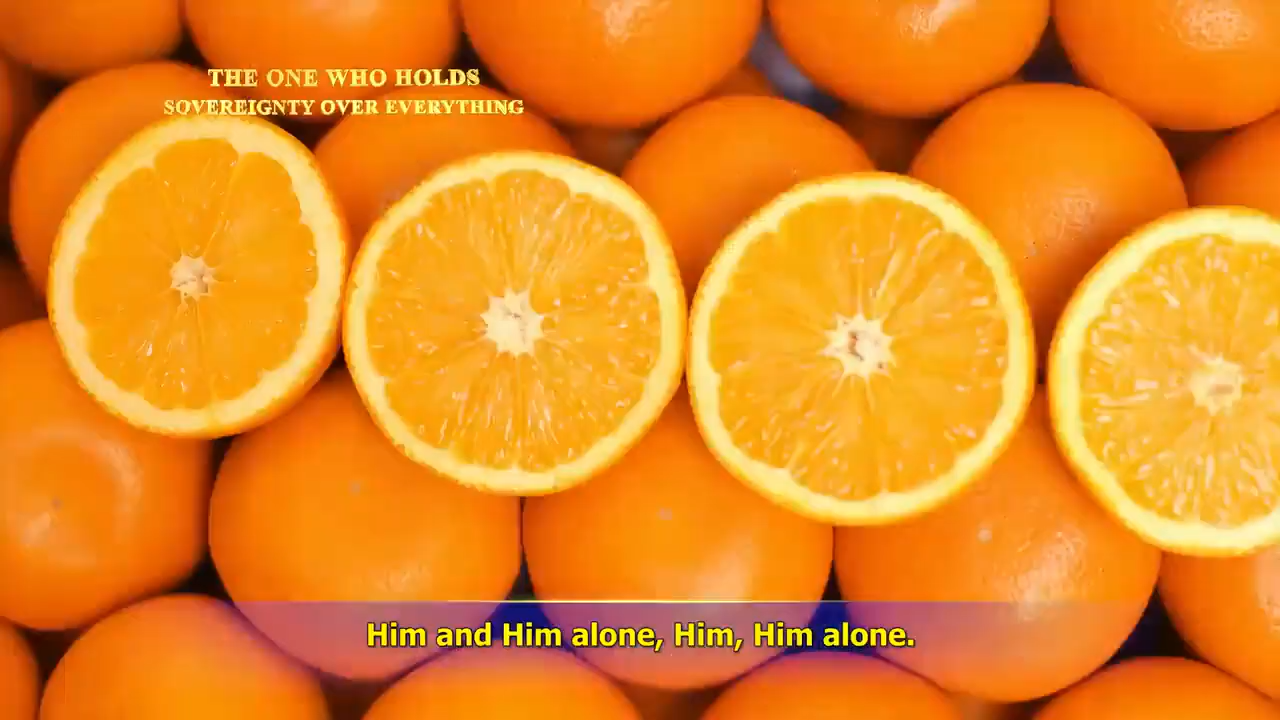 THE ONE WHO HOLDS
SOVEREIGNTY OVER EVERYTHING
Him and Him alone, Him, Him alone.